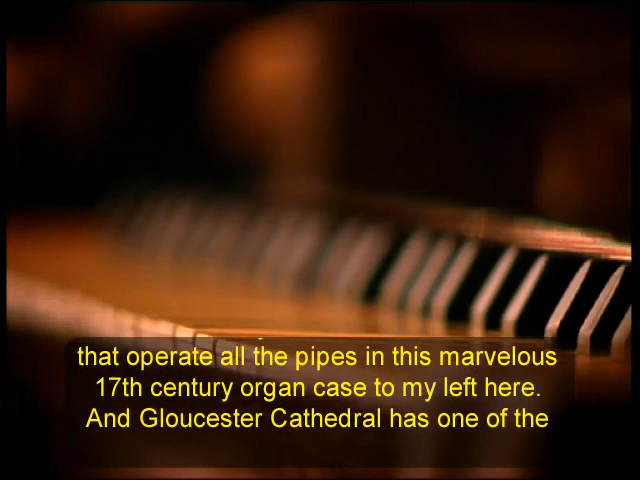 that operate all the pipes in this marvelous
17th century organ case to my left here.
And Gloucester Cathedral has one of the